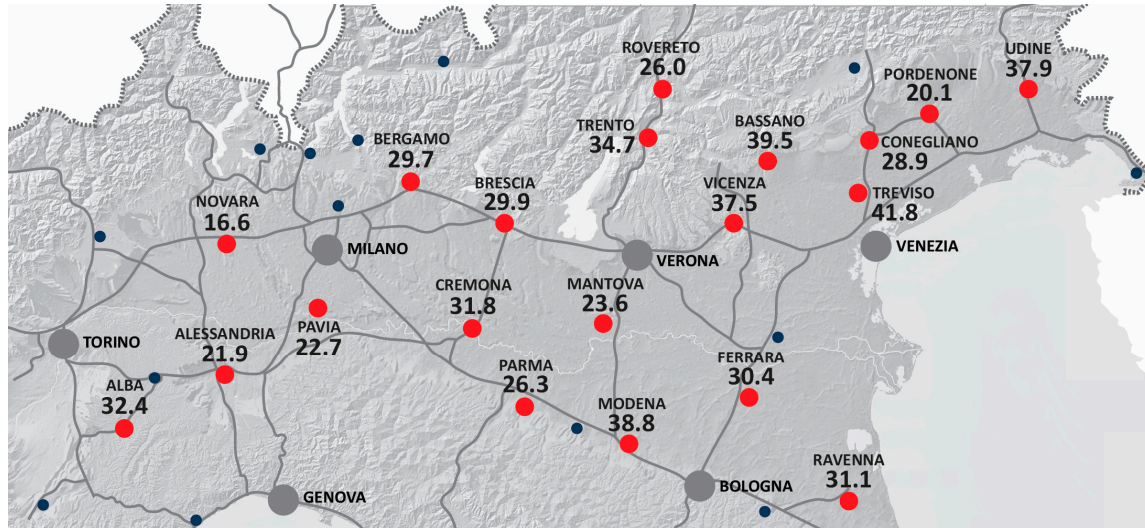 ROVERETO
26.0
UDINE
37.9
PORDENONE
20.1
TRENTO
34.7
BASSANO
39.5
BERGAMO
29.7
CONEGLIANO
28.9
BRESCIA
29.9
VICENZA
37.5
TREVISO
41.8
NOVARA
16.6
MILANO
VERONA
VENEZIA
CREMONA
31.8
MANTOVA
23.6
PAVIA
22.7
TORINO
ALESSANDRIA
21.9
ALBA
32.4
PARMA
26.3
FERRARA
30.4
MODENA
38.8
RAVENNA
31.1
BOLOGNA
GENOVA